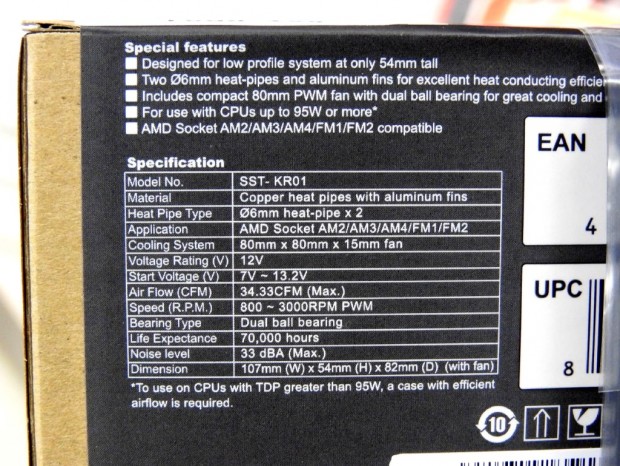 Special features
■ Designed for low profile system at only 54mm tall
■ Two Ø6mm heat-pipes and aluminum fins for excellent heat conducting
■ Includes compact 80mm PWM fan with dual ball bearing for great cooling and
■ For use with CPUs up to 95W or more*
■ AMD Socket AM2/AM3/AM4/FM1/FM2 compatible
Specification
Model No. SST- KR01
Material Copper heat pipes with aluminum fins
Heat Pipe Type Ø6mm heat-pipe x 2
Application AMD Socket AM2/AM3/AM4/FM1/FM2
Cooling System 80mm x 80mm x 15mm fan
Voltage Rating (V) 12V
Start Voltage (V) 7V ~ 13.2V
Air Flow (CFM) 34.33CFM (Max.)
Speed (R.P.M.) 800 ~ 3000RPM PWM
Bearing Type Dual ball bearing
Life Expectance 70,000 hours
Noise level 33 dBA (Max.)
Dimension 107mm (W) x 54mm (H) x 82mm (D) (with fan)
*To use on CPUs with TDP greater than 95W, a case with efficient
airflow is required.
EAN
4
UPC
8
10